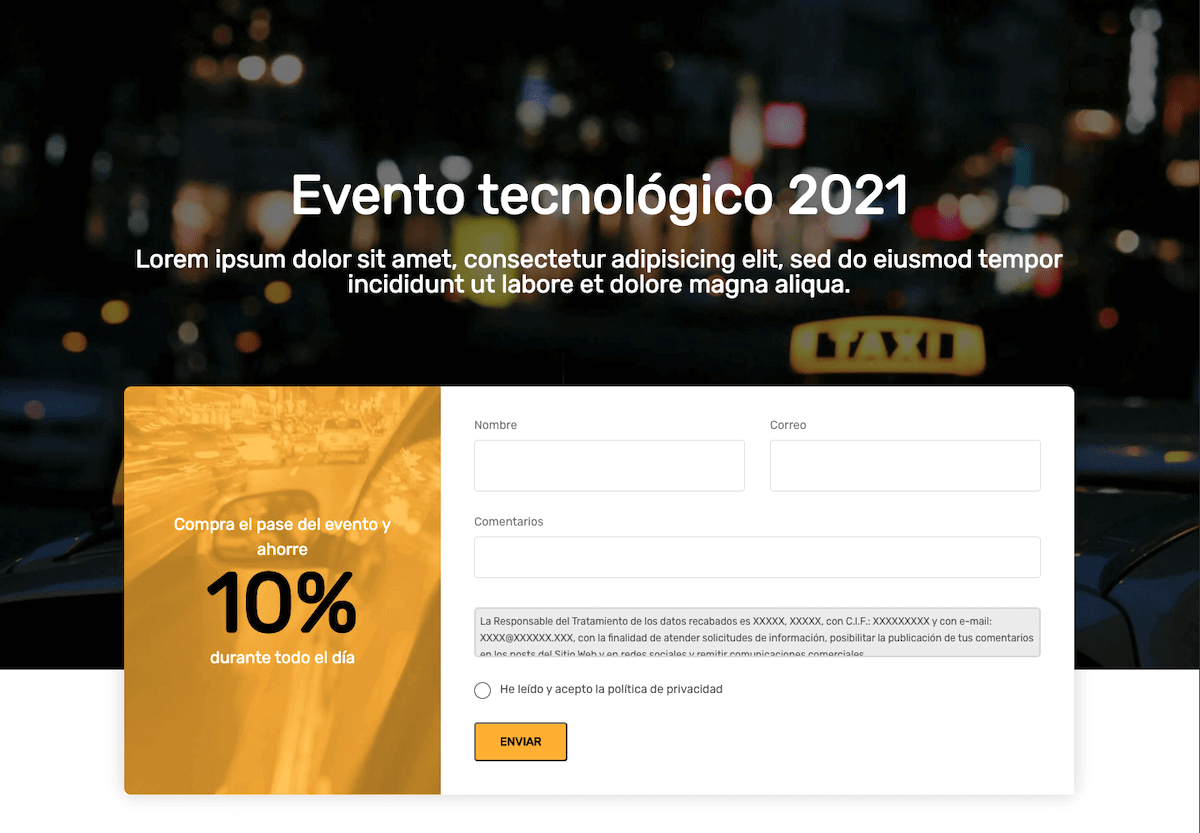 Evento tecnológico 2021
Lorem ipsum dolor sit amet, consectetur adipisicing elit, sed do eiusmod tempor
incididunt ut labore et dolore magna aliqua.
TAXI
Compra el pase del evento y
ahorre
10%
durante todo el día
Nombre
Correo
Comentarios
La Responsable del Tratamiento de los datos recabados es XXXXX, XXXXX, con C.I.F.: XXXXXXXXX y con e-mail:
XXXX@XXXXXX.XXX, con la finalidad de atender solicitudes de información, posibilitar la publicación de tus comentarios
en los posts del Sitio Web y en redes sociales y remitir comunicaciones comerciales
He leído y acepto la política de privacidad
ENVIAR